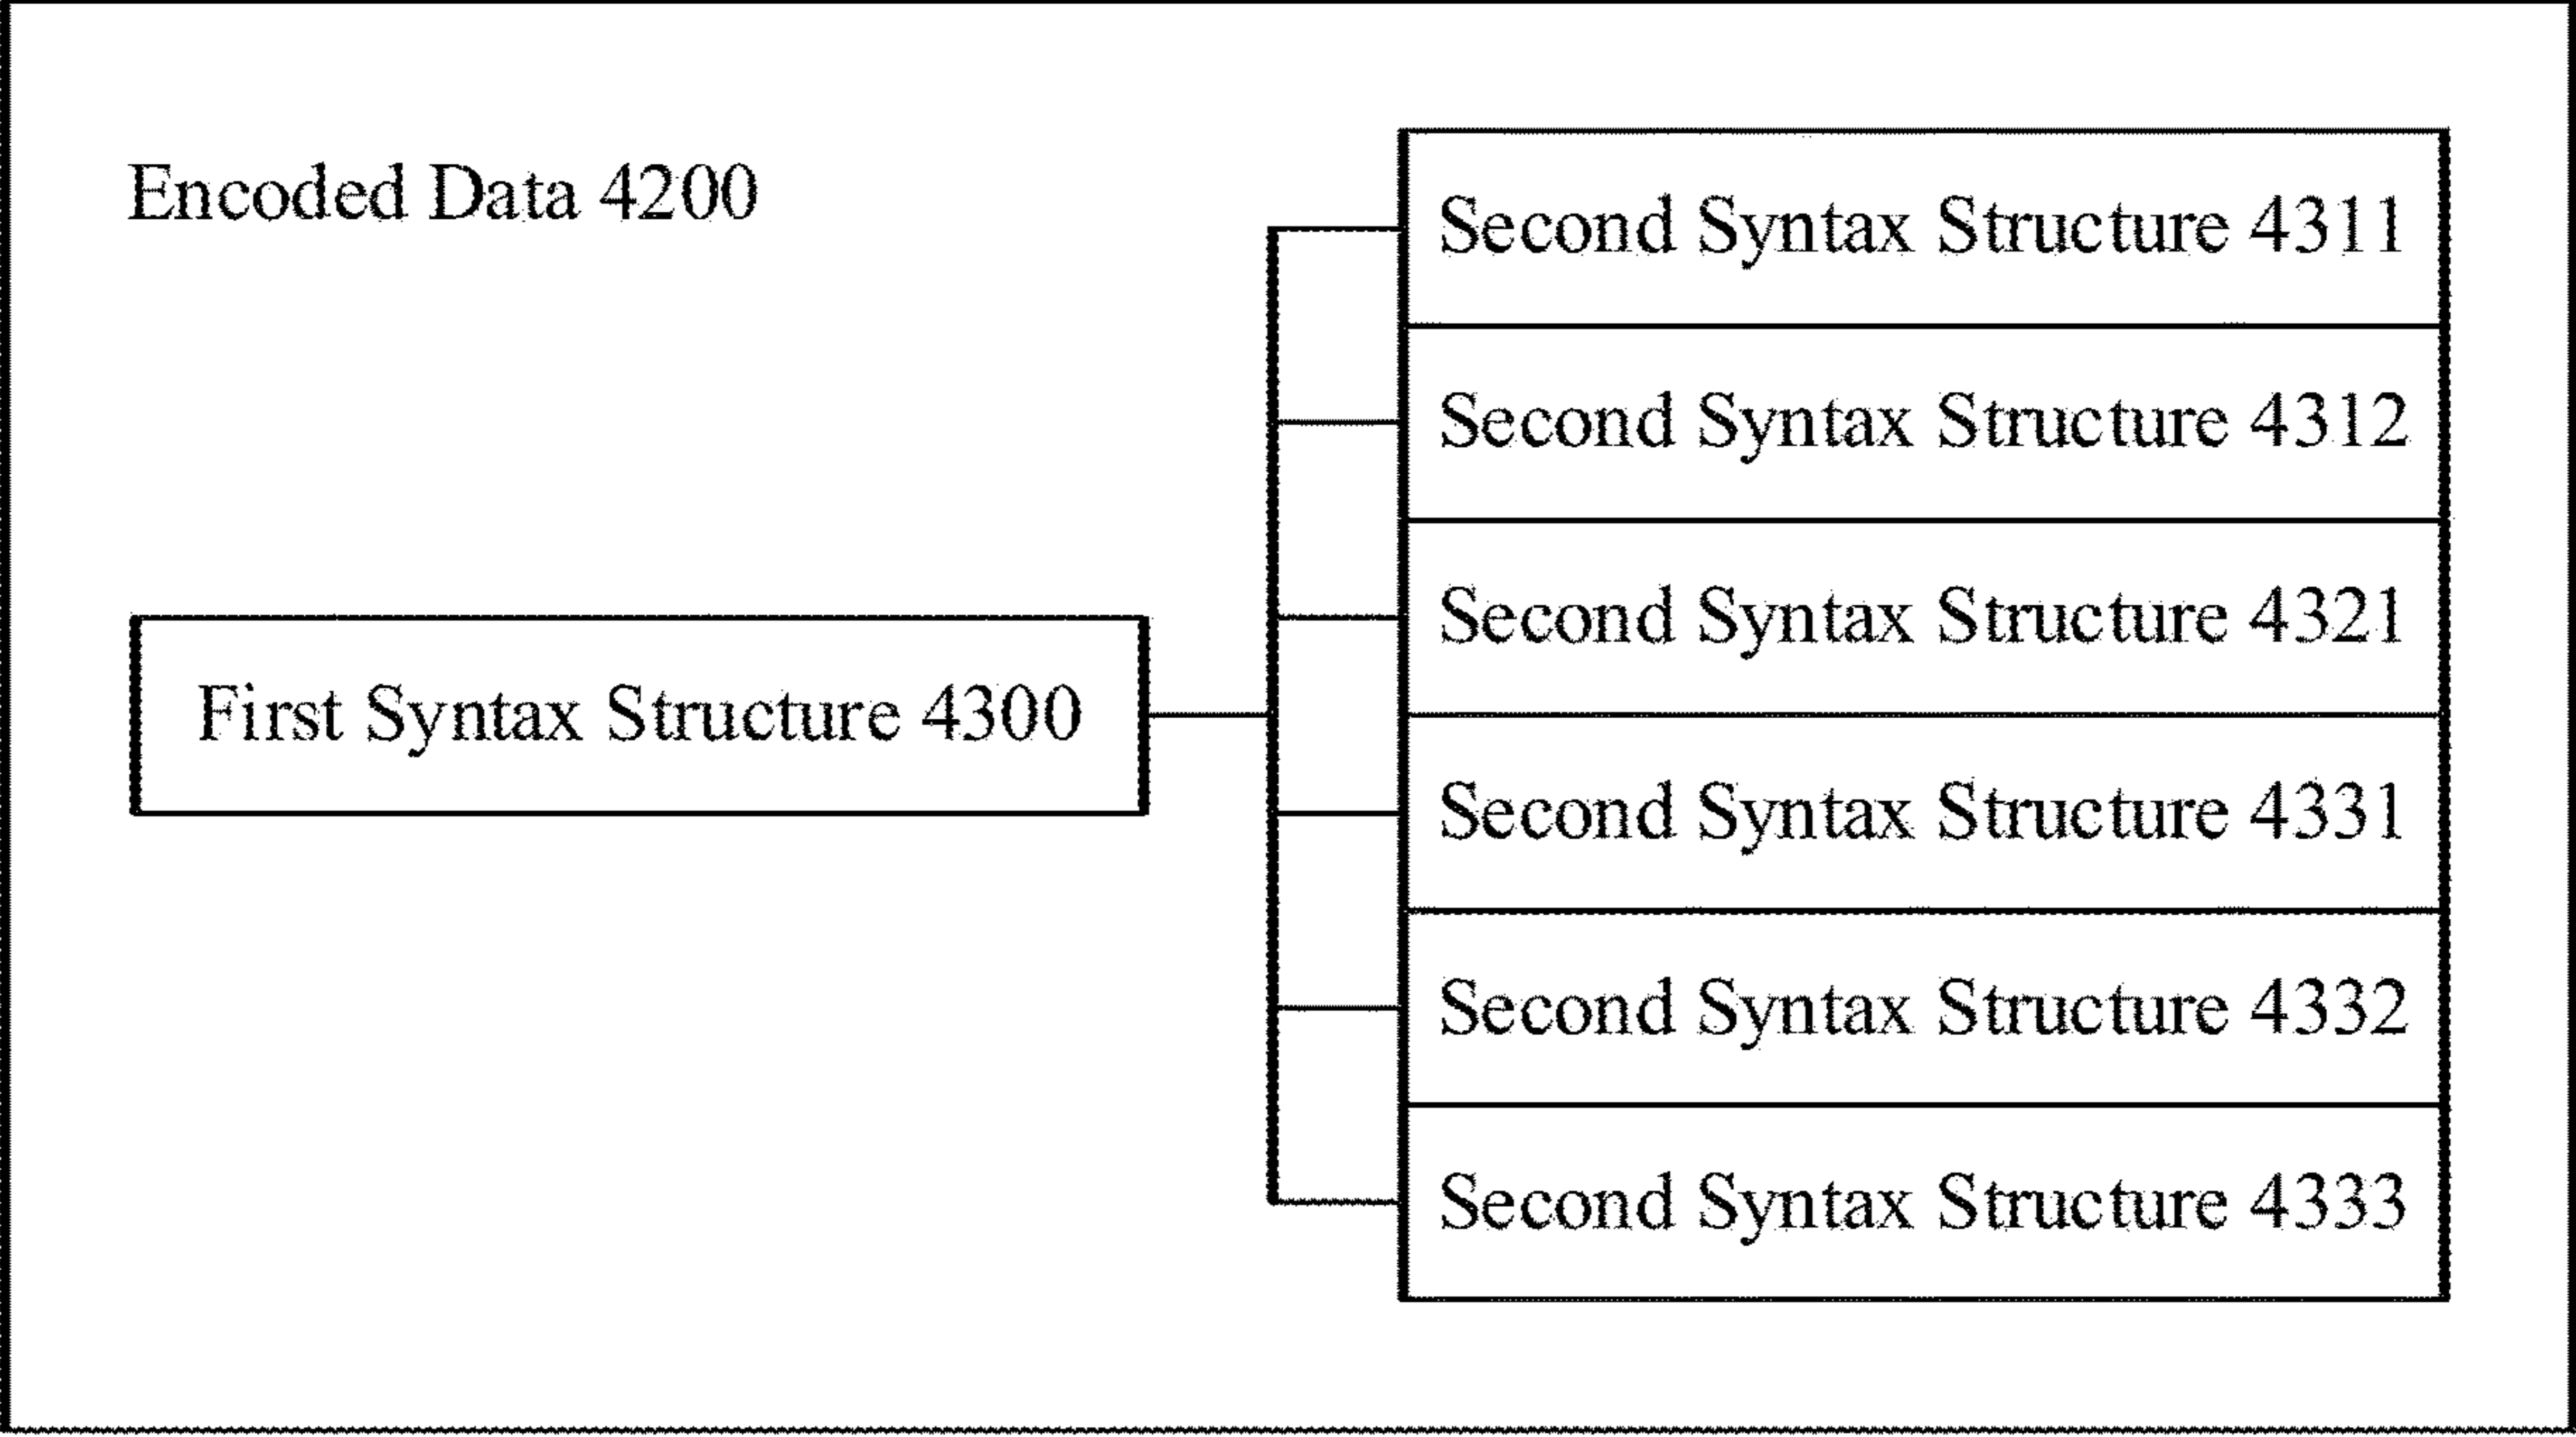 Encoded Data 4200
First Syntax Structure 4300
Second Syntax Structure 4311
Second Syntax Structure 4312
Second Syntax Structure 4321
Second Syntax Structure 4331
Second Syntax Structure 4332
Second Syntax Structure 4333